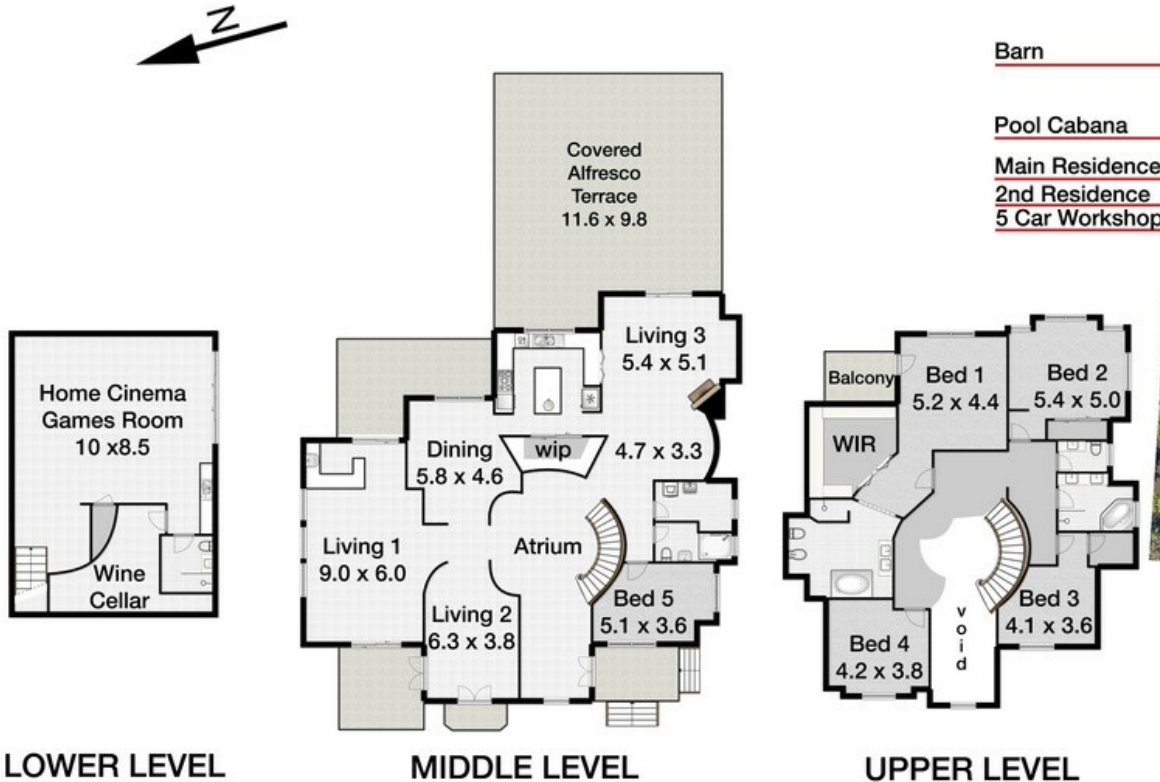 N
Barn
Pool Cabana
Main Residence
2nd Residence
5 Car Workshop
Covered
Alfresco
Terrace
11.6 x 9.8
Home Cinema
Games Room
10 x8.5
Wine
Cellar
Living 3
5.4 x 5.1
Dining
5.8 x 4.6
wip
4.7 x 3.3
Living 1
9.0 x 6.0
Atrium
Living 2
6.3 x 3.8
Bed 5
5.1 x 3.6
Balcony
Bed 1
5.2 x 4.4
Bed 2
5.4 x 5.0
WIR
Bed 3
4.1 x 3.6
Bed 4
4.2 x 3.8
void
LOWER LEVEL
MIDDLE LEVEL
UPPER LEVEL